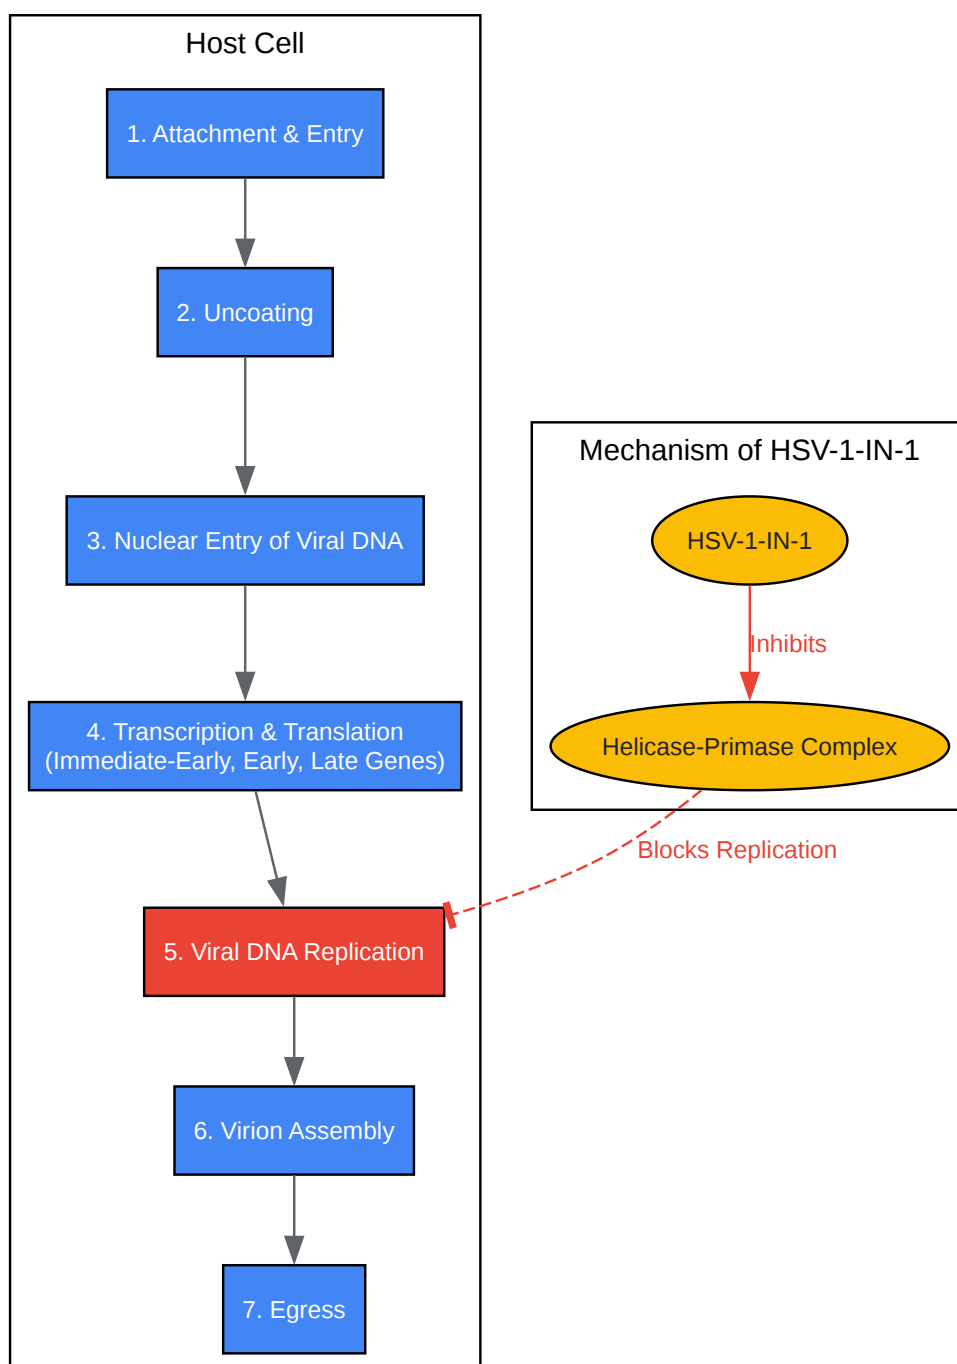 Host Cell
1. Attachment & Entry
2. Uncoating
3. Nuclear Entry of Viral DNA
4. Transcription & Translation
(Immediate-Early, Early, Late Genes)
5. Viral DNA Replication
6. Virion Assembly
7. Egress
Mechanism of HSV-1-IN-1
HSV-1-IN-1
Inhibits
Helicase-Primase Complex
Blocks Replication